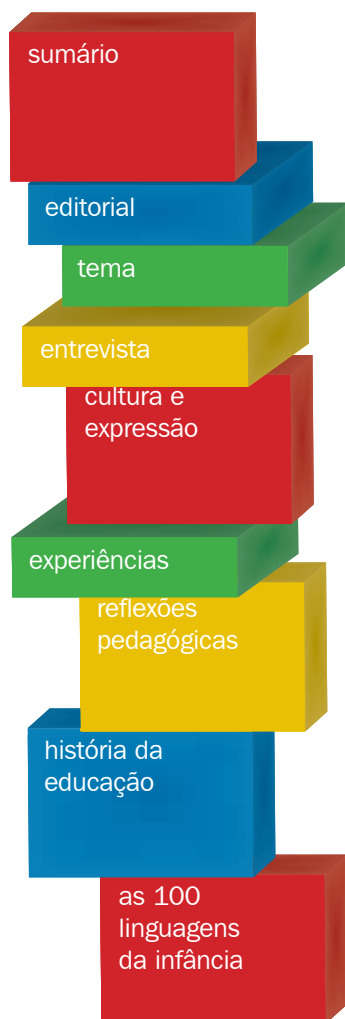 sumário
editorial
tema
entrevista
cultura e
expressão
experiências
reflexões
pedagógicas
história da
educação
as 100
linguagens
da infância